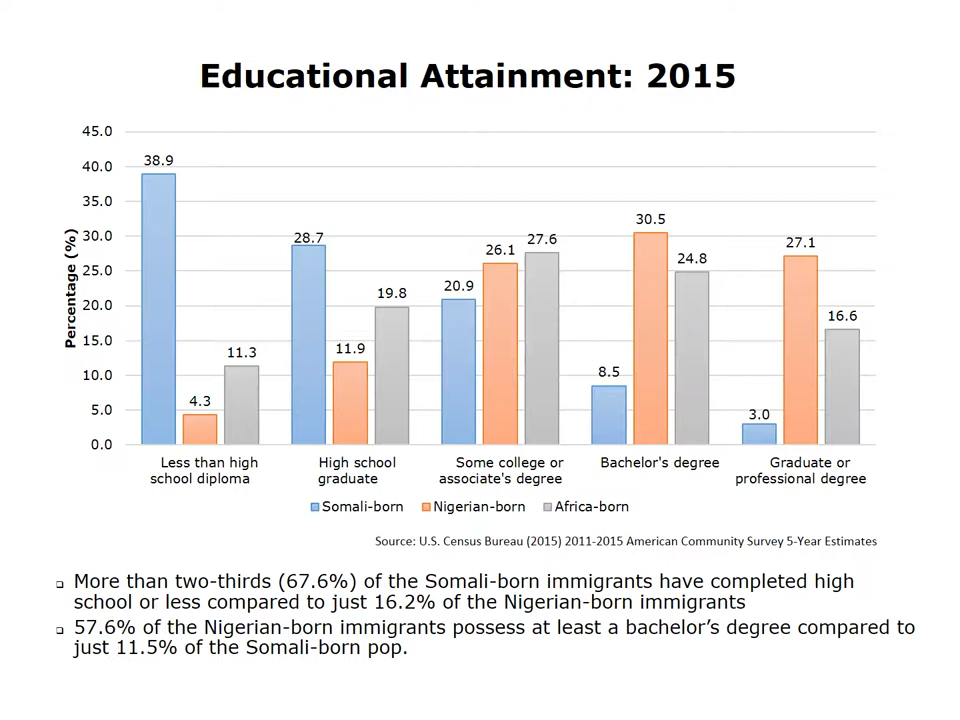 Educational Attainment: 2015
45.0
40.0
35.0
30.0
25.0
20.0
15.0
10.0
5.0
0.0
Percentage (%)
38.9
4.3
11.3
28.7
11.9
19.8
20.9
26.1
27.6
8.5
30.5
24.8
3.0
27.1
16.6
Less than high
school diploma
High school
graduate
Some college or
associate's degree
Bachelor's degree
Graduate or
professional degree
Somali-born
Nigerian-born
Africa-born
Source: U.S. Census Bureau (2015) 2011-2015 American Community Survey 5-Year Estimates
More than two-thirds (67.6%) of the Somali-born immigrants have completed high
school or less compared to just 16.2% of the Nigerian-born immigrants
57.6% of the Nigerian-born immigrants possess at least a bachelor’s degree compared to
just 11.5% of the Somali-born pop.